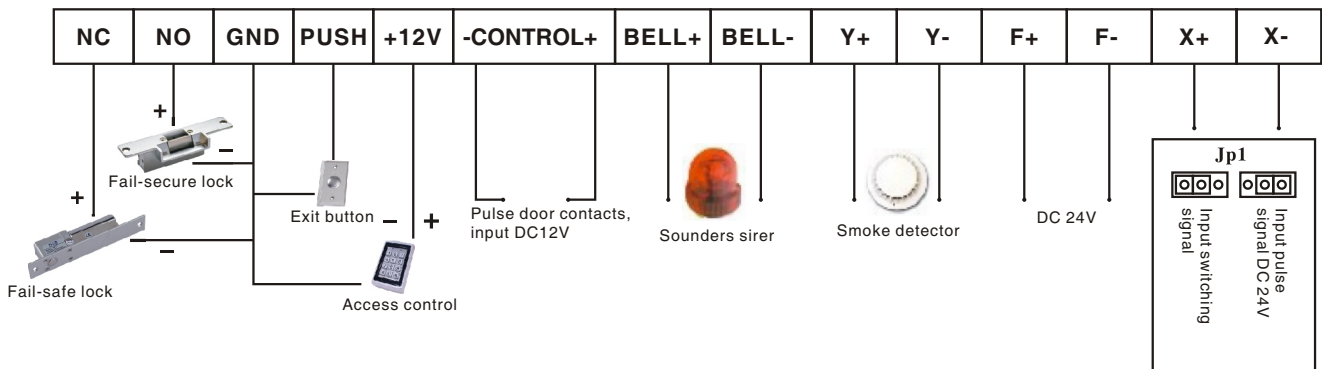 NC NO GND PUSH +12V -CONTROL+ BELL+ BELL- Y+ Y- F+ F- X+ X-
+
-
Fail-secure lock
+
-
Fail-safe lock
Exit button
- +
Access control
Pulse door contacts,
input DC12V
Sounders sirer
Smoke detector
DC 24V
Jp1
Input switching
signal
Input pulse
signal DC 24V